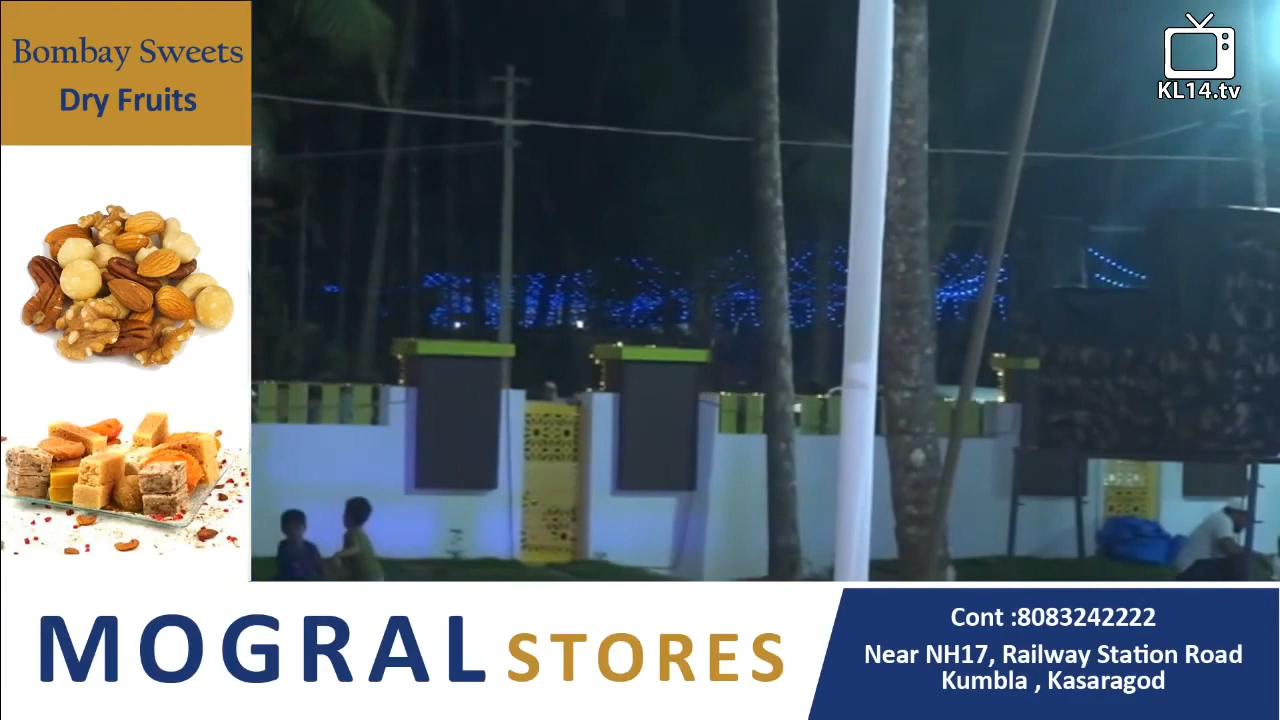 Bombay Sweets
Dry Fruits
KL14.tv
MOGRAL STORES
Cont :8083242222
Near NH17, Railway Station Road
Kumbla , Kasaragod